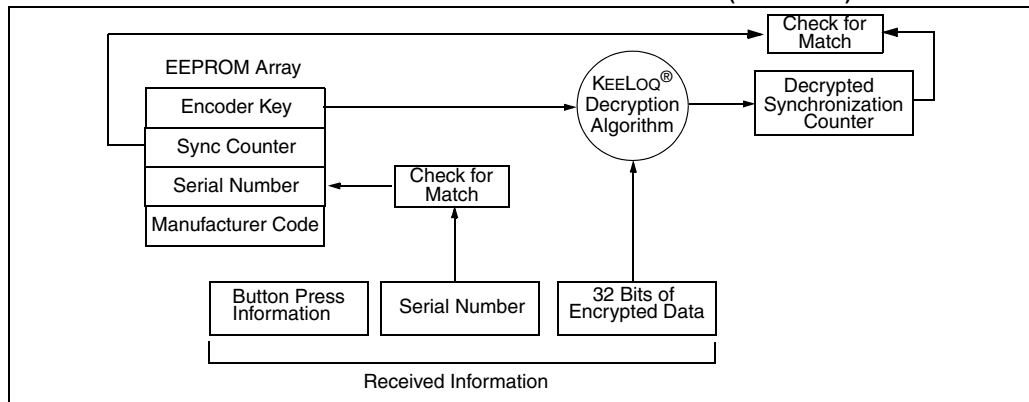 Check for
Match
EEPROM Array
KEELOQ®
Decryption
Algorithm
Decrypted
Synchronization
Counter
Encoder Key
Sync Counter
Serial Number
Manufacturer Code
Check for
Match
Button Press
Information
Serial Number
32 Bits of
Encrypted Data
Received Information